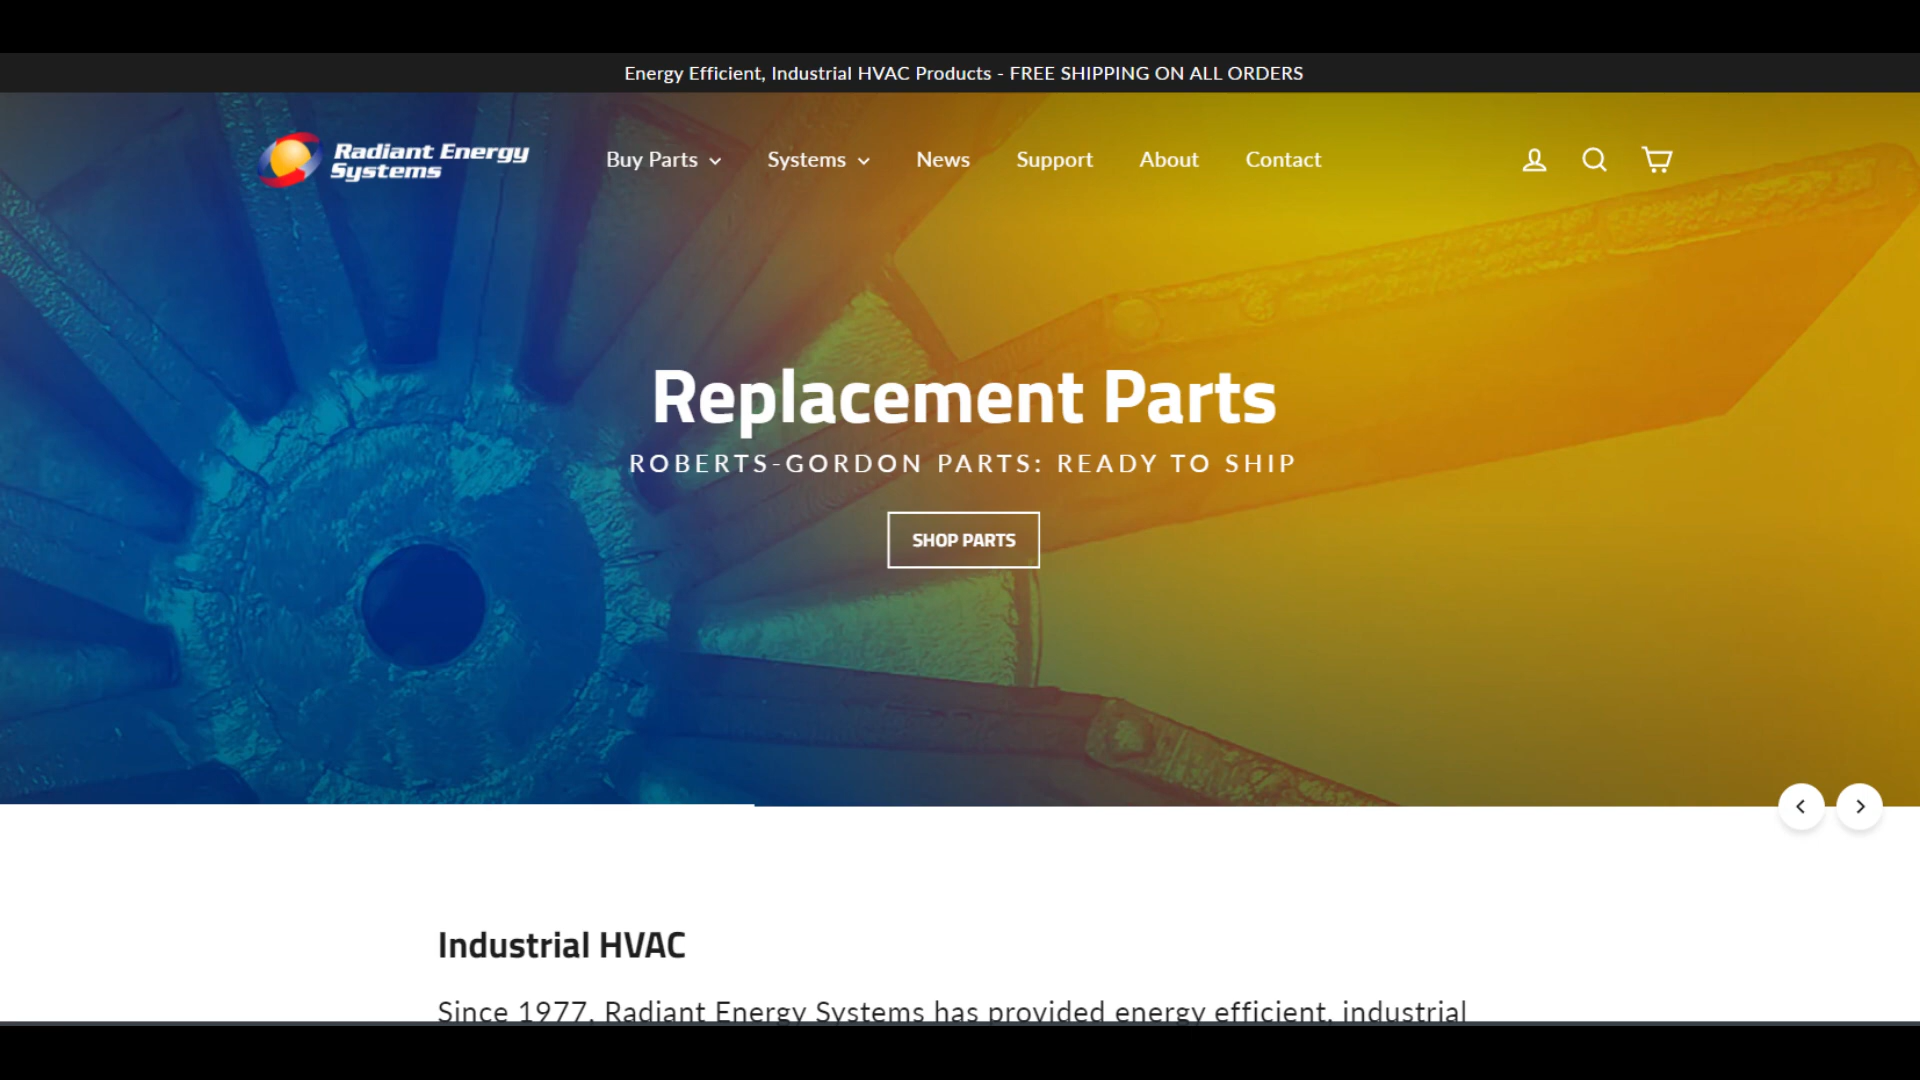 Energy Efficient, Industrial HVAC Products - FREE SHIPPING ON ALL ORDERS
Radiant Energy
Systems
Buy Parts
Systems
News
Support
About
Contact
Replacement Parts
ROBERTS-GORDON PARTS: READY TO SHIP
SHOP PARTS
Industrial HVAC
Since 1977, Radiant Energy Systems has provided energy efficient, industrial